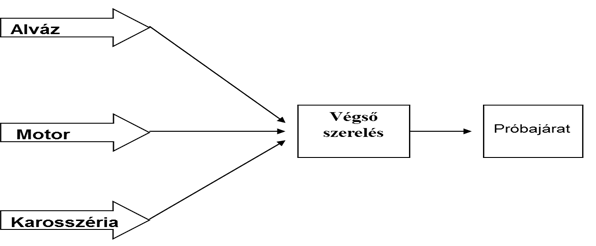 Alváz
Motor
Karosszéria
Végső
szerelés
Próbajárat